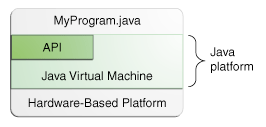 MyProgram.java
API
Java Virtual Machine
Hardware-Based Platform
Java
platform